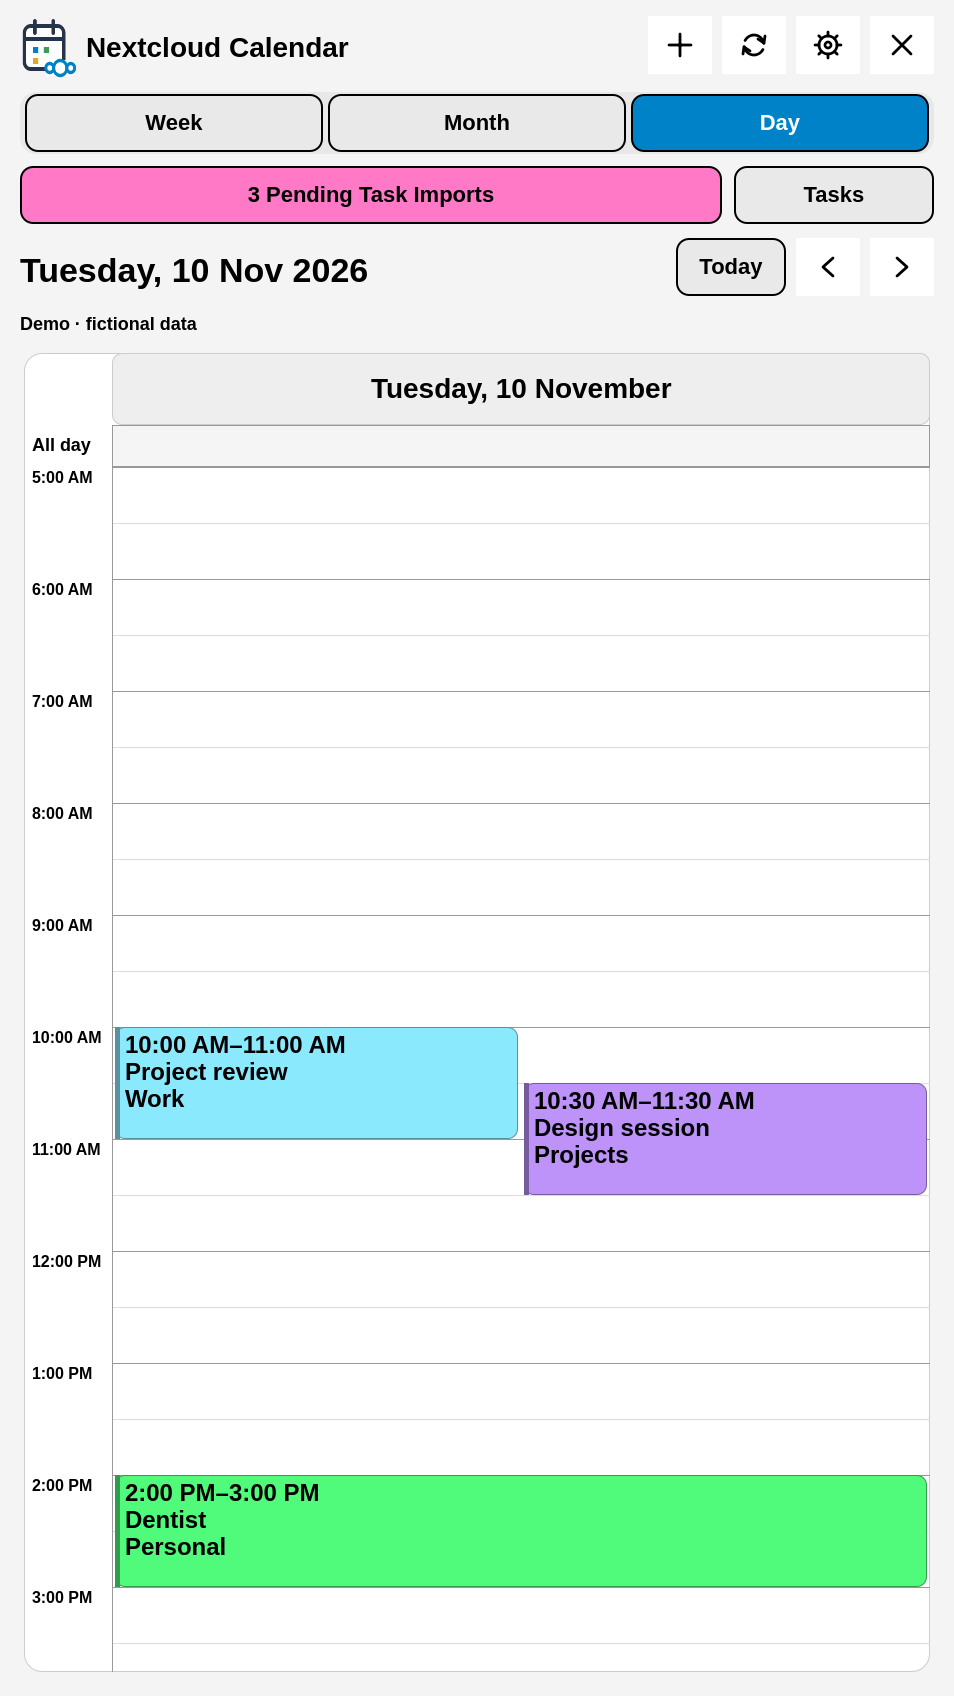 Nextcloud Calendar
Week
Month
Day
3 Pending Task Imports
Tasks
Tuesday, 10 Nov 2026
Today
Demo · fictional data
Tuesday, 10 November
All day
5:00 AM
6:00 AM
7:00 AM
8:00 AM
9:00 AM
10:00 AM
10:00 AM–11:00 AM
Project review
Work
10:30 AM–11:30 AM
Design session
Projects
11:00 AM
12:00 PM
1:00 PM
2:00 PM
2:00 PM–3:00 PM
Dentist
Personal
3:00 PM